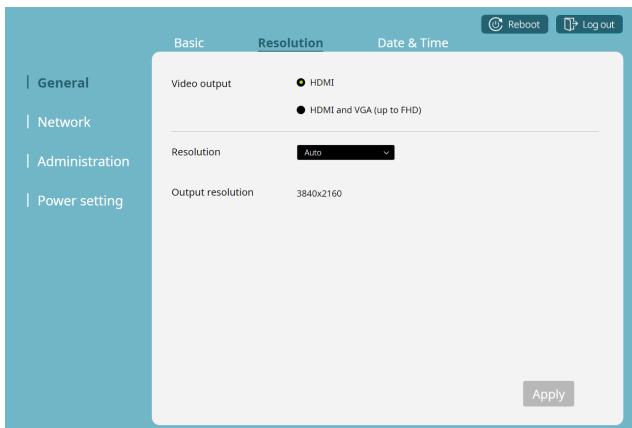 Reboot
Log out
Basic
Resolution
Date & Time
General
Network
Administration
Power setting
Video output
HDMI
HDMI and VGA (up to FHD)
Resolution
Auto
Output resolution
3840x2160
Apply